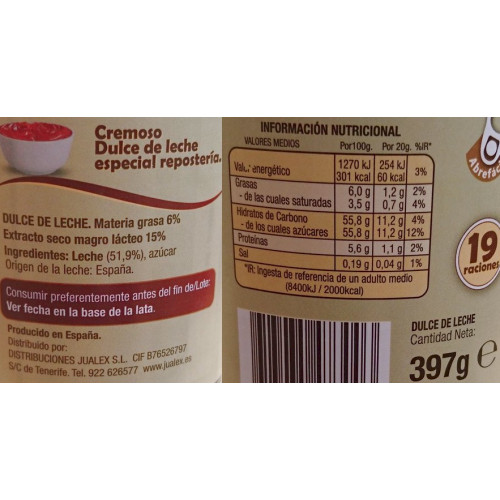 Cremoso
Dulce de leche
especial repostería.
DULCE DE LECHE. Materia grasa 6%
Extracto seco magro lácteo 15%
Ingredientes: Leche (51,9%), azúcar
Origen de la leche: España.
Consumir preferentemente antes del fin de/Lote:
Ver fecha en la base de la lata.
Producido en España.
Distribuido por:
DISTRIBUCIONES JUALEX S.L. CIF B76526797
S/C de Tenerife. Tel. 922 626577 www.jualex.es
INFORMACIÓN NUTRICIONAL
VALORES MEDIOS Por100g. Por 20g. %IR*
Valor energético 1270 kJ 254 kJ 3%
301 kcal 60 kcal
Grasas 6,0 g 1,2 g 2%
- de las cuales saturadas 3,5 g 0,7 g 4%
Hidratos de Carbono 55,8 g 11,2 g 4%
- de los cuales azúcares 55,8 g 11,2 g 12%
Proteínas 5,6 g 1,1 g 2%
Sal 0,19 g 0,04 g 1%
*IR: Ingesta de referencia de un adulto medio
(8400kJ / 2000kcal)
Abrefácil
19
raciones
DULCE DE LECHE
Cantidad Neta:
397g e